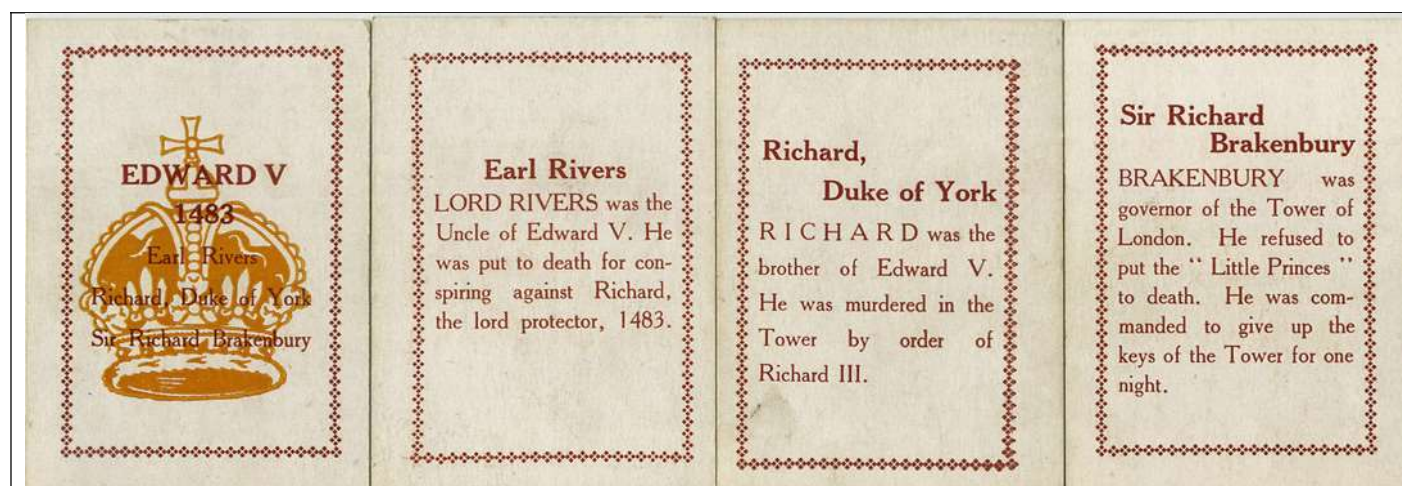 EDWARD V
1483
Earl Rivers
Richard, Duke of York
Sir Richard Brakenbury
Earl Rivers
LORD RIVERS was the
Uncle of Edward V. He
was put to death for con-
spiring against Richard,
the lord protector, 1483.
Richard,
Duke of York
RICHARD was the
brother of Edward V.
He was murdered in the
Tower by order of
Richard III.
Sir Richard
Brakenbury
BRAKENBURY was
governor of the Tower of
London. He refused to
put the " Little Princes "
to death. He was com-
manded to give up the
keys of the Tower for one
night.